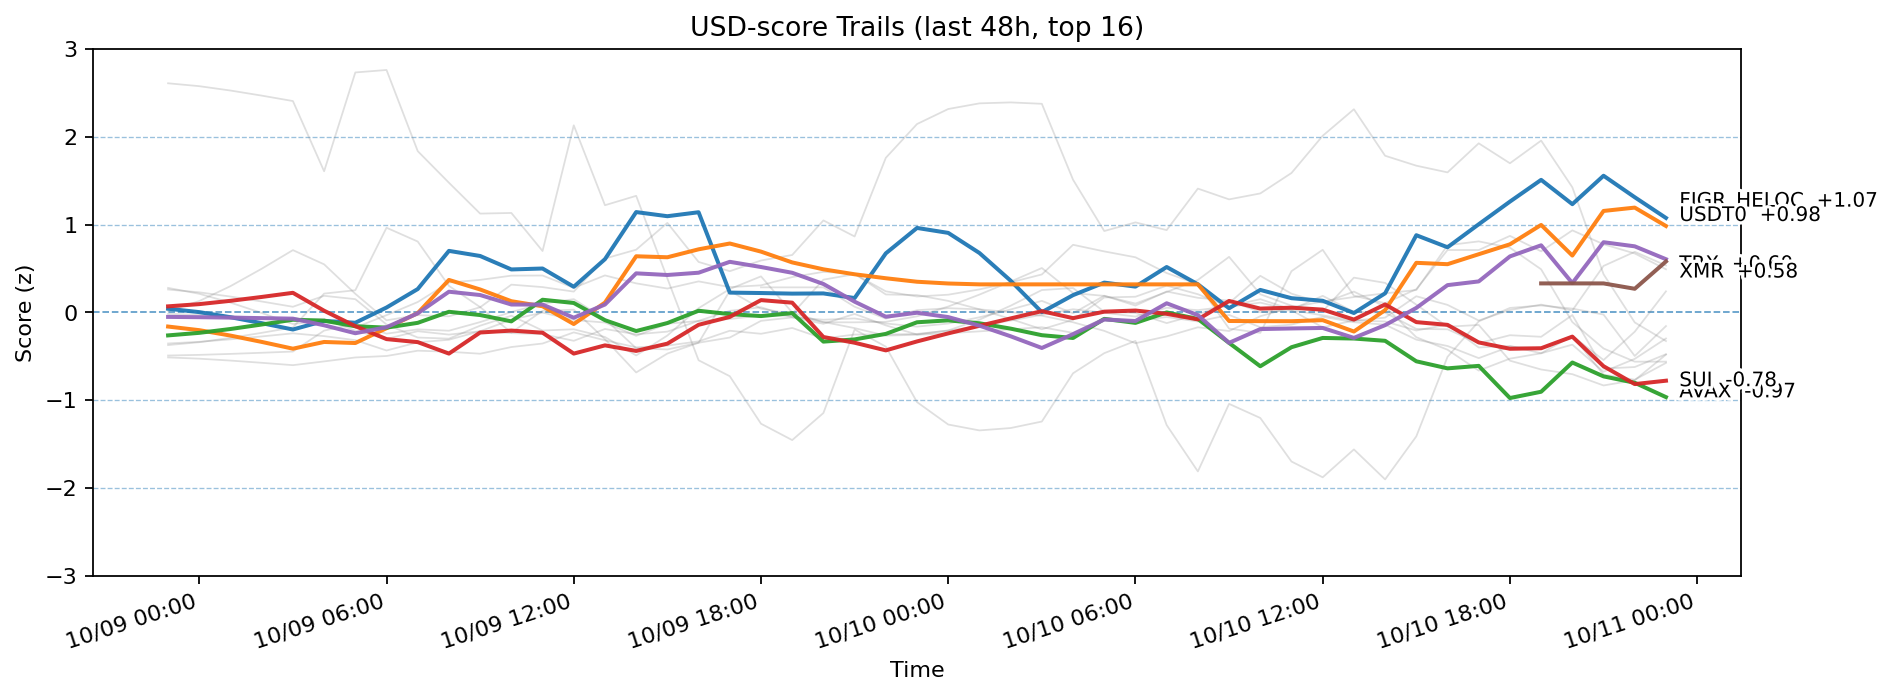 USD-score Trails (last 48h, top 16)
Score (z)
3
2
1
0
−1
−2
−3
FIGR_HELOC +1.07
USDT0 +0.98
XMR +0.58
SUI -0.78
AVAX -0.97
10/09 00:00
10/09 06:00
10/09 12:00
10/09 18:00
10/10 00:00
10/10 06:00
10/10 12:00
10/10 18:00
10/11 00:00
Time